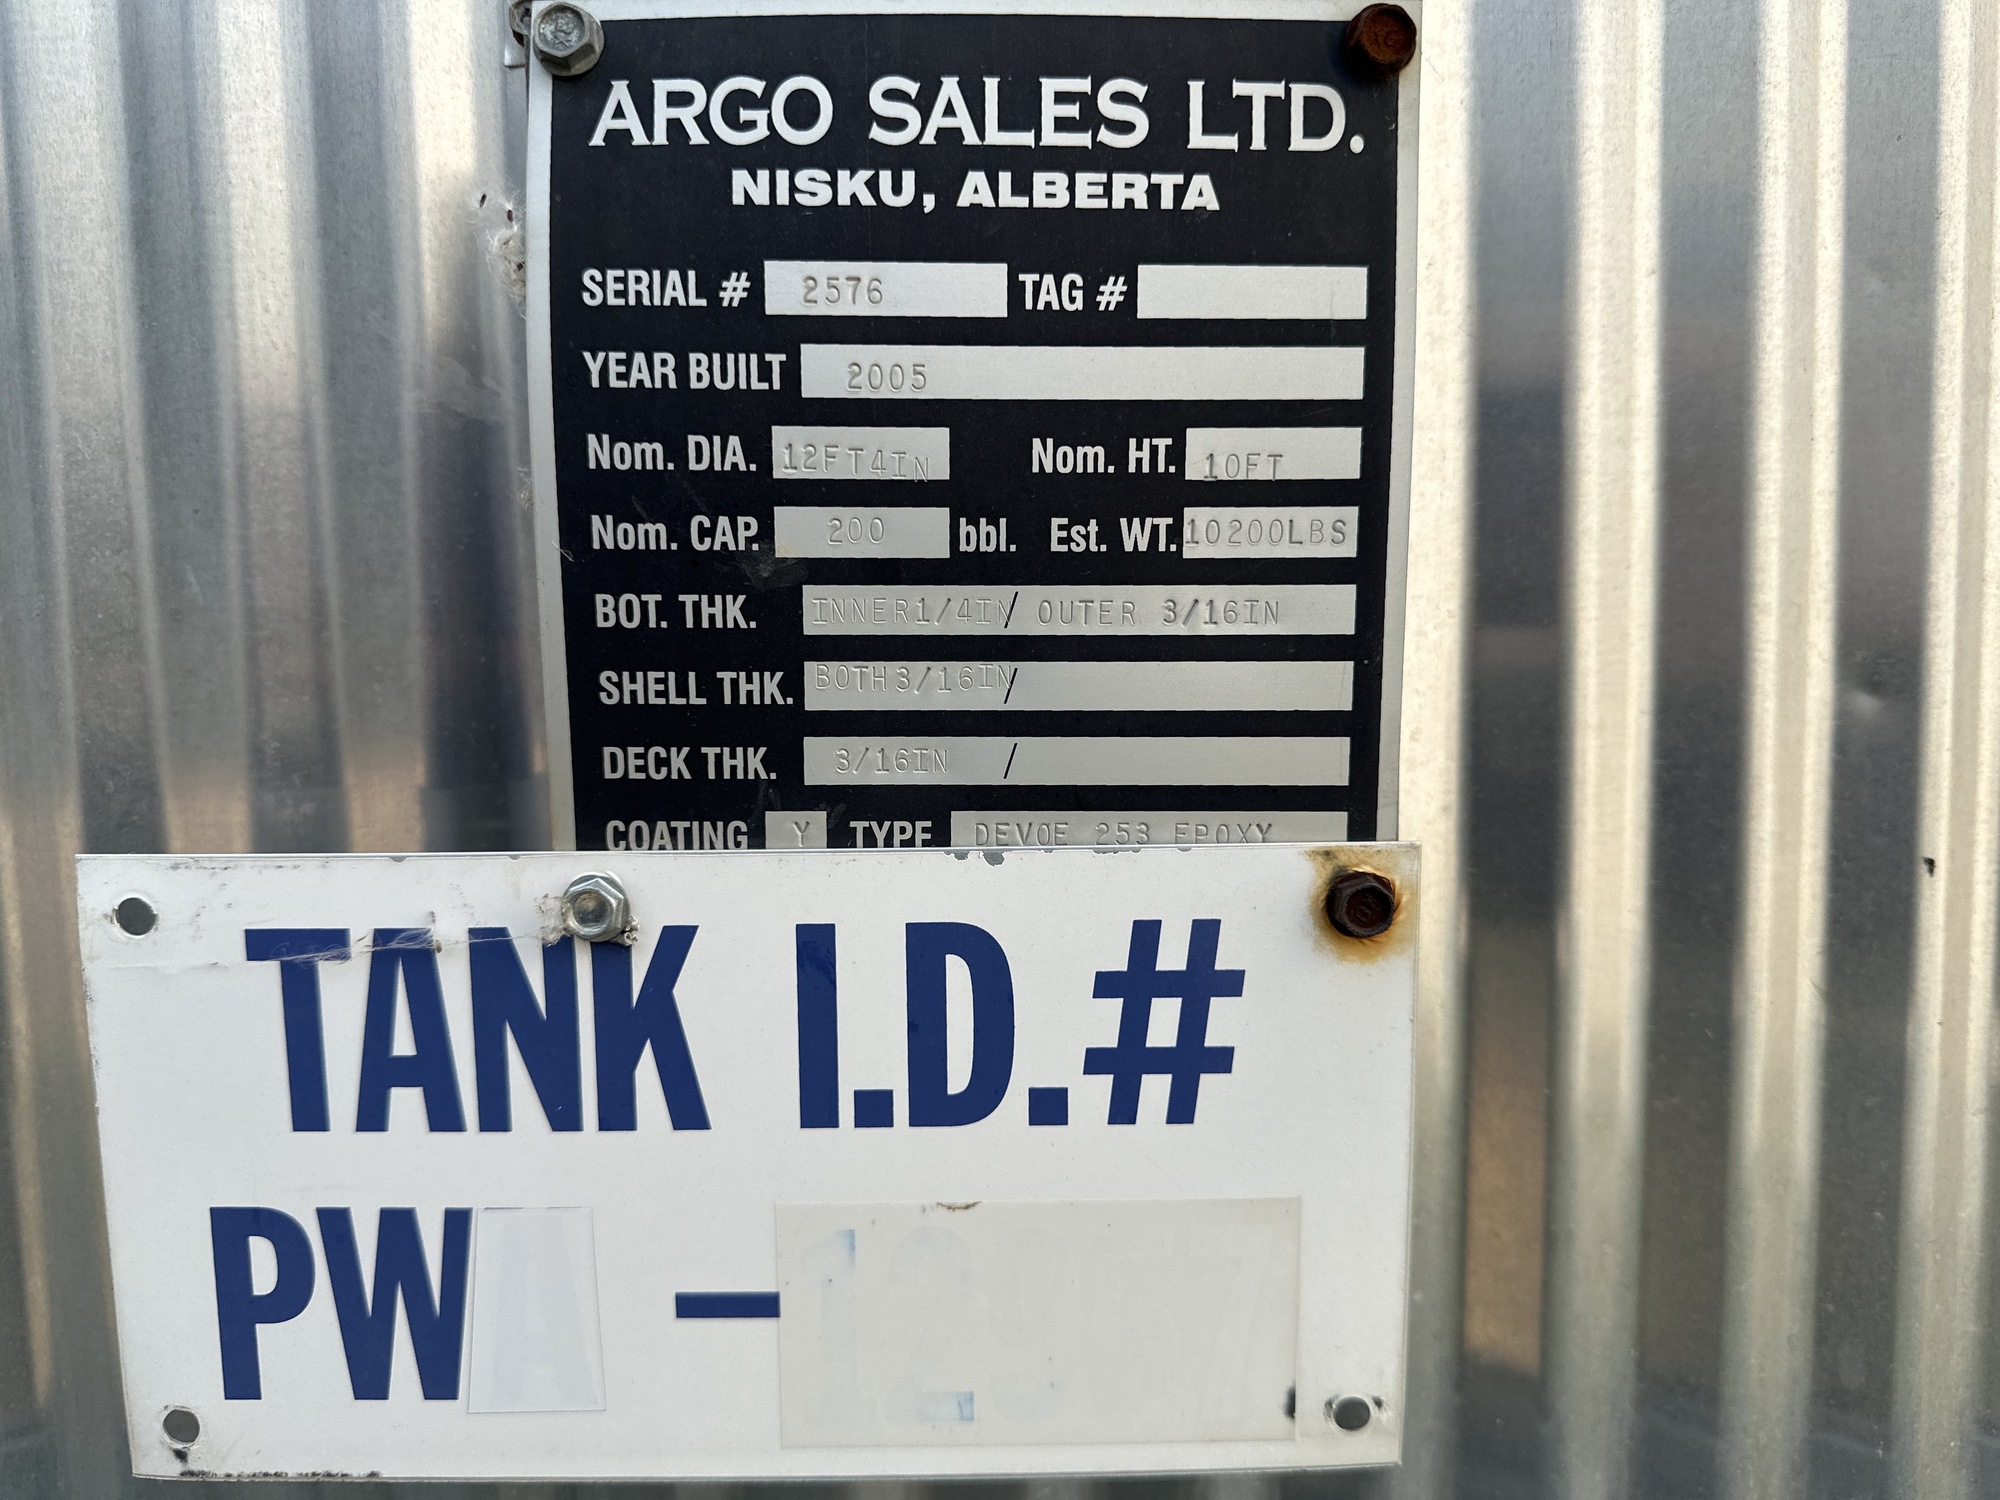 ARGO SALES LTD.
NISKU, ALBERTA
SERIAL # 2576 TAG #
YEAR BUILT 2005
Nom. DIA. 12FT4IN Nom. HT. 10FT
Nom. CAP. 200 bbl. Est. WT. 10200LBS
BOT. THK. INNER1/4IN / OUTER 3/16IN
SHELL THK. BOTH3/16IN /
DECK THK. 3/16IN /
COATING Y TYPE DEVOE 253 EPOXY
TANK I.D.#
PW –